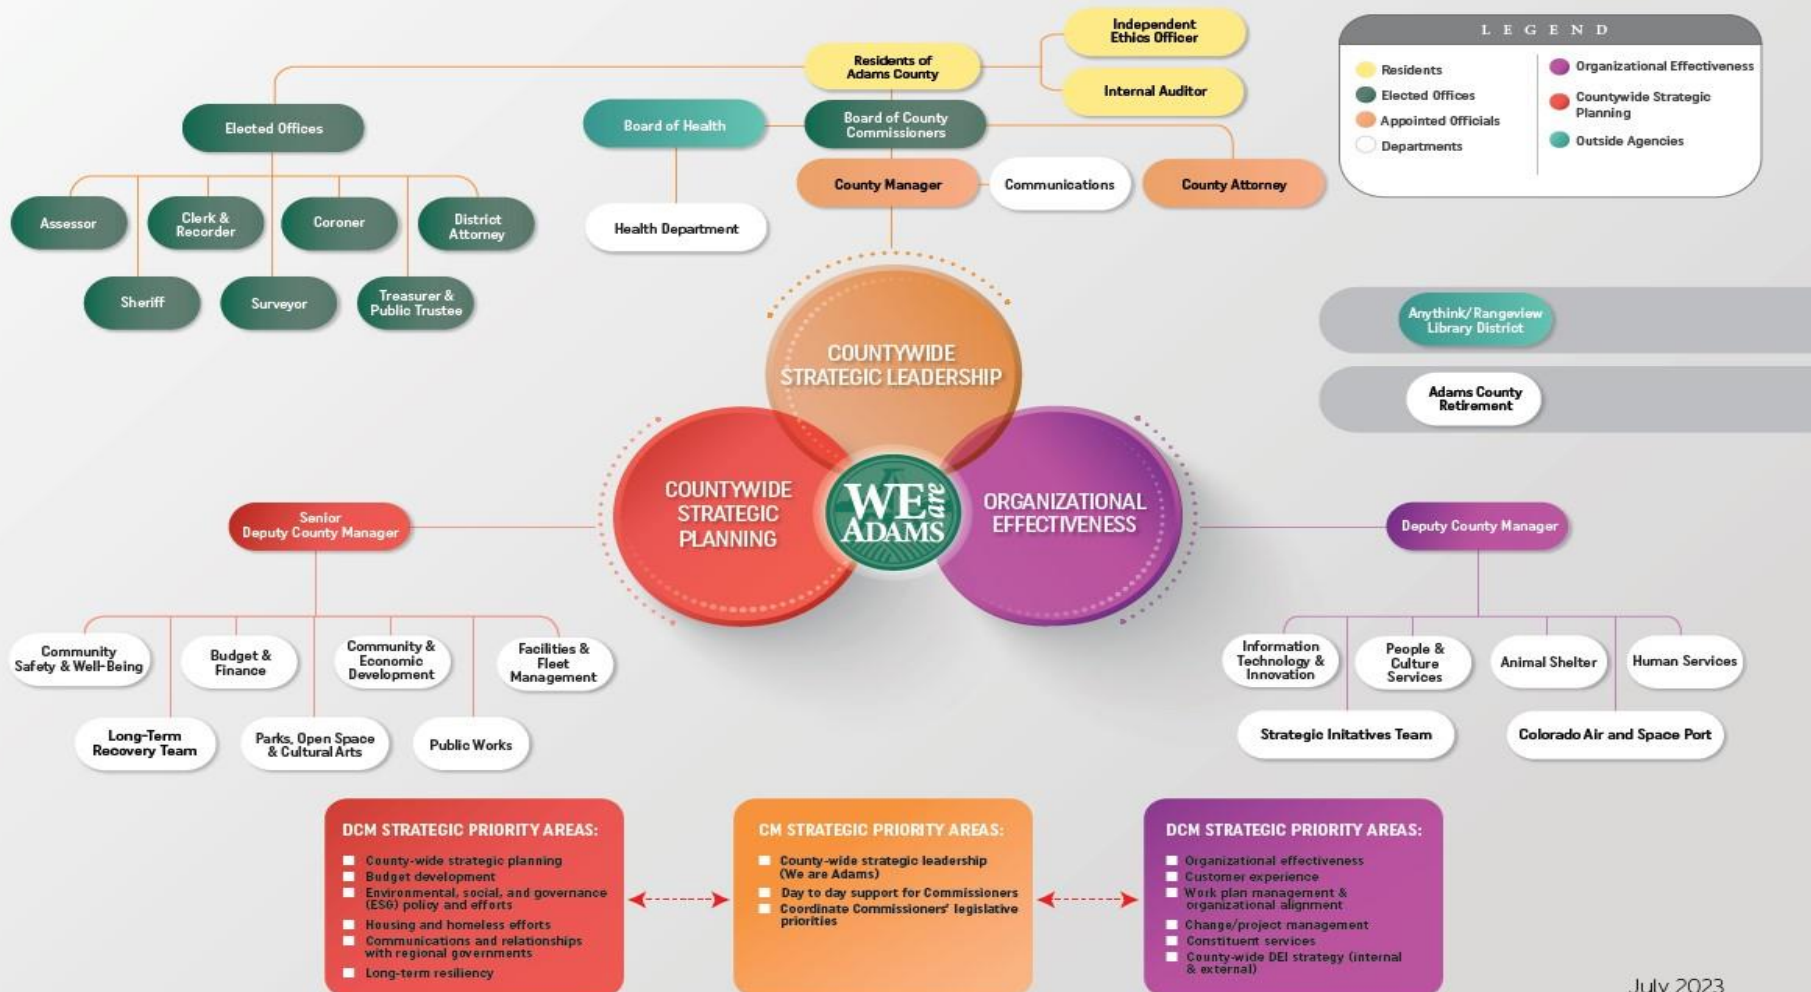 Independent
Ethics Officer
Residents of
Adams County
Internal Auditor
LEGEND
Residents
Elected Offices
Appointed Officials
Departments
Organizational Effectiveness
Countywide Strategic
Planning
Outside Agencies
Elected Offices
Board of Health
Board of County
Commissioners
County Manager
Communications
County Attorney
Health Department
Assessor
Clerk &
Recorder
Coroner
District
Attorney
Sheriff
Surveyor
Treasurer &
Public Trustee
Anythink/Rangeview
Library District
Adams County
Retirement
COUNTYWIDE
STRATEGIC LEADERSHIP
COUNTYWIDE
STRATEGIC
PLANNING
WE are
ADAMS
ORGANIZATIONAL
EFFECTIVENESS
Senior
Deputy County Manager
Deputy County Manager
Community
Safety & Well-Being
Budget &
Finance
Community &
Economic
Development
Facilities &
Fleet
Management
Long-Term
Recovery Team
Parks, Open Space
& Cultural Arts
Public Works
Information
Technology &
Innovation
People &
Culture
Services
Animal Shelter
Human Services
Strategic Initatives Team
Colorado Air and Space Port
DCM STRATEGIC PRIORITY AREAS:
County-wide strategic planning
Budget development
Environmental, social, and governance
(ESG) policy and efforts
Housing and homeless efforts
Communications and relationships
with regional governments
Long-term resiliency
CM STRATEGIC PRIORITY AREAS:
County-wide strategic leadership
(We are Adams)
Day to day support for Commissioners
Coordinate Commissioners' legislative
priorities
DCM STRATEGIC PRIORITY AREAS:
Organizational effectiveness
Customer experience
Work plan management &
organizational alignment
Change/project management
Constituent services
County-wide DEI strategy (internal
& external)
July 2023